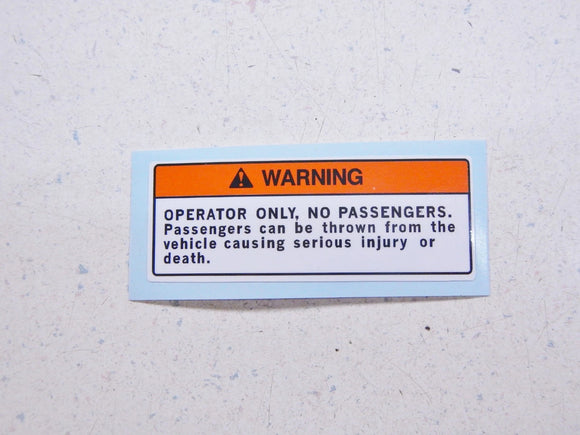 WARNING
OPERATOR ONLY, NO PASSENGERS.
Passengers can be thrown from the
vehicle causing serious injury or
death.